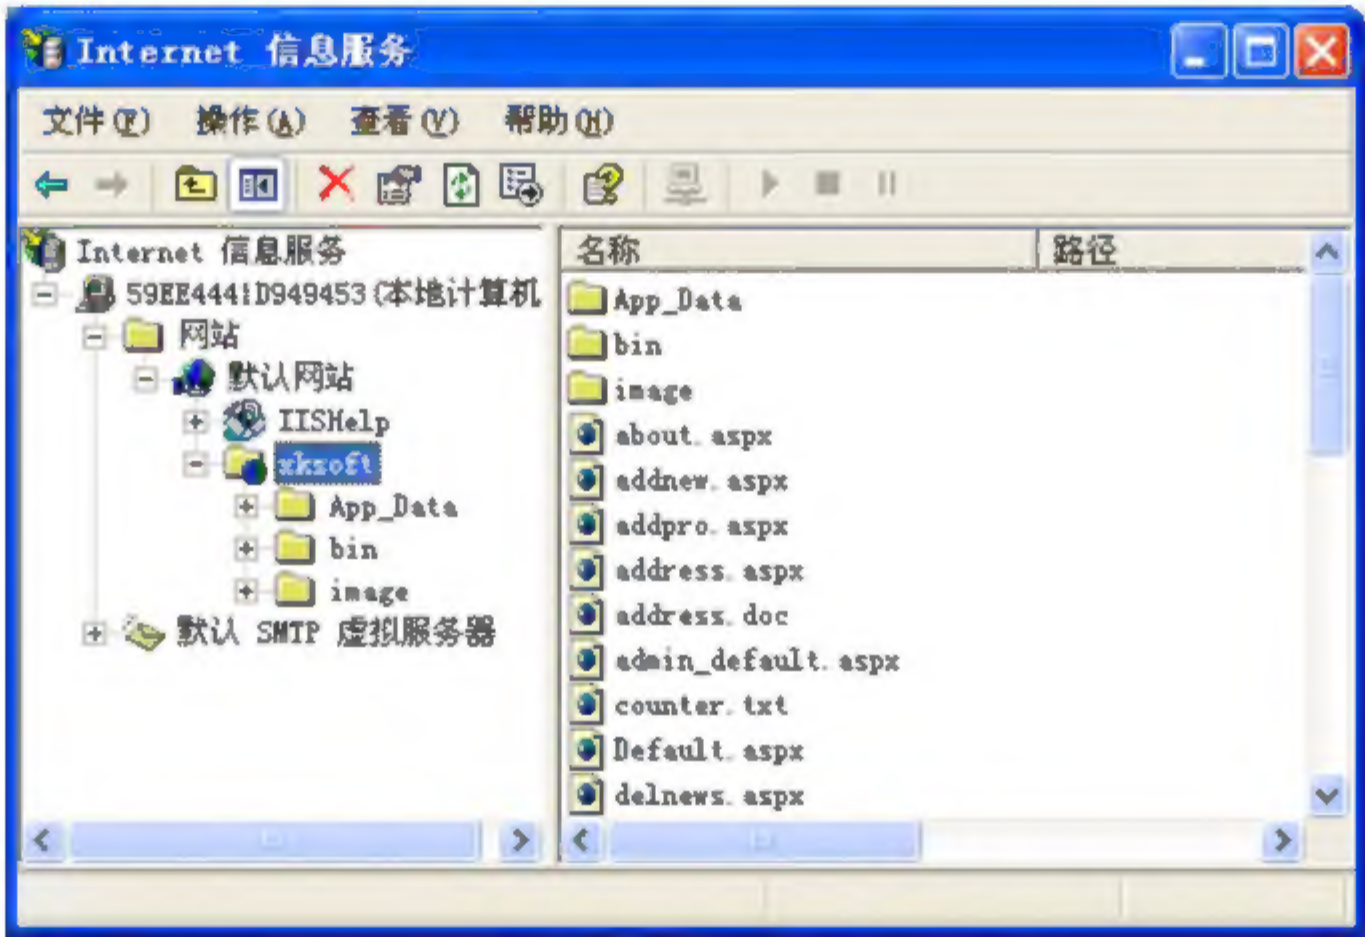 Internet 信息服务
文件(F) 操作(A) 查看(V) 帮助(H)
Internet 信息服务
59EE4441D949453(本地计算机
网站
默认网站
IISHelp
xksoft
App_Data
bin
image
默认 SMTP 虚拟服务器
名称 路径
App_Data
bin
image
about.aspx
addnew.aspx
addpro.aspx
address.aspx
address.doc
admin_default.aspx
counter.txt
Default.aspx
delnews.aspx